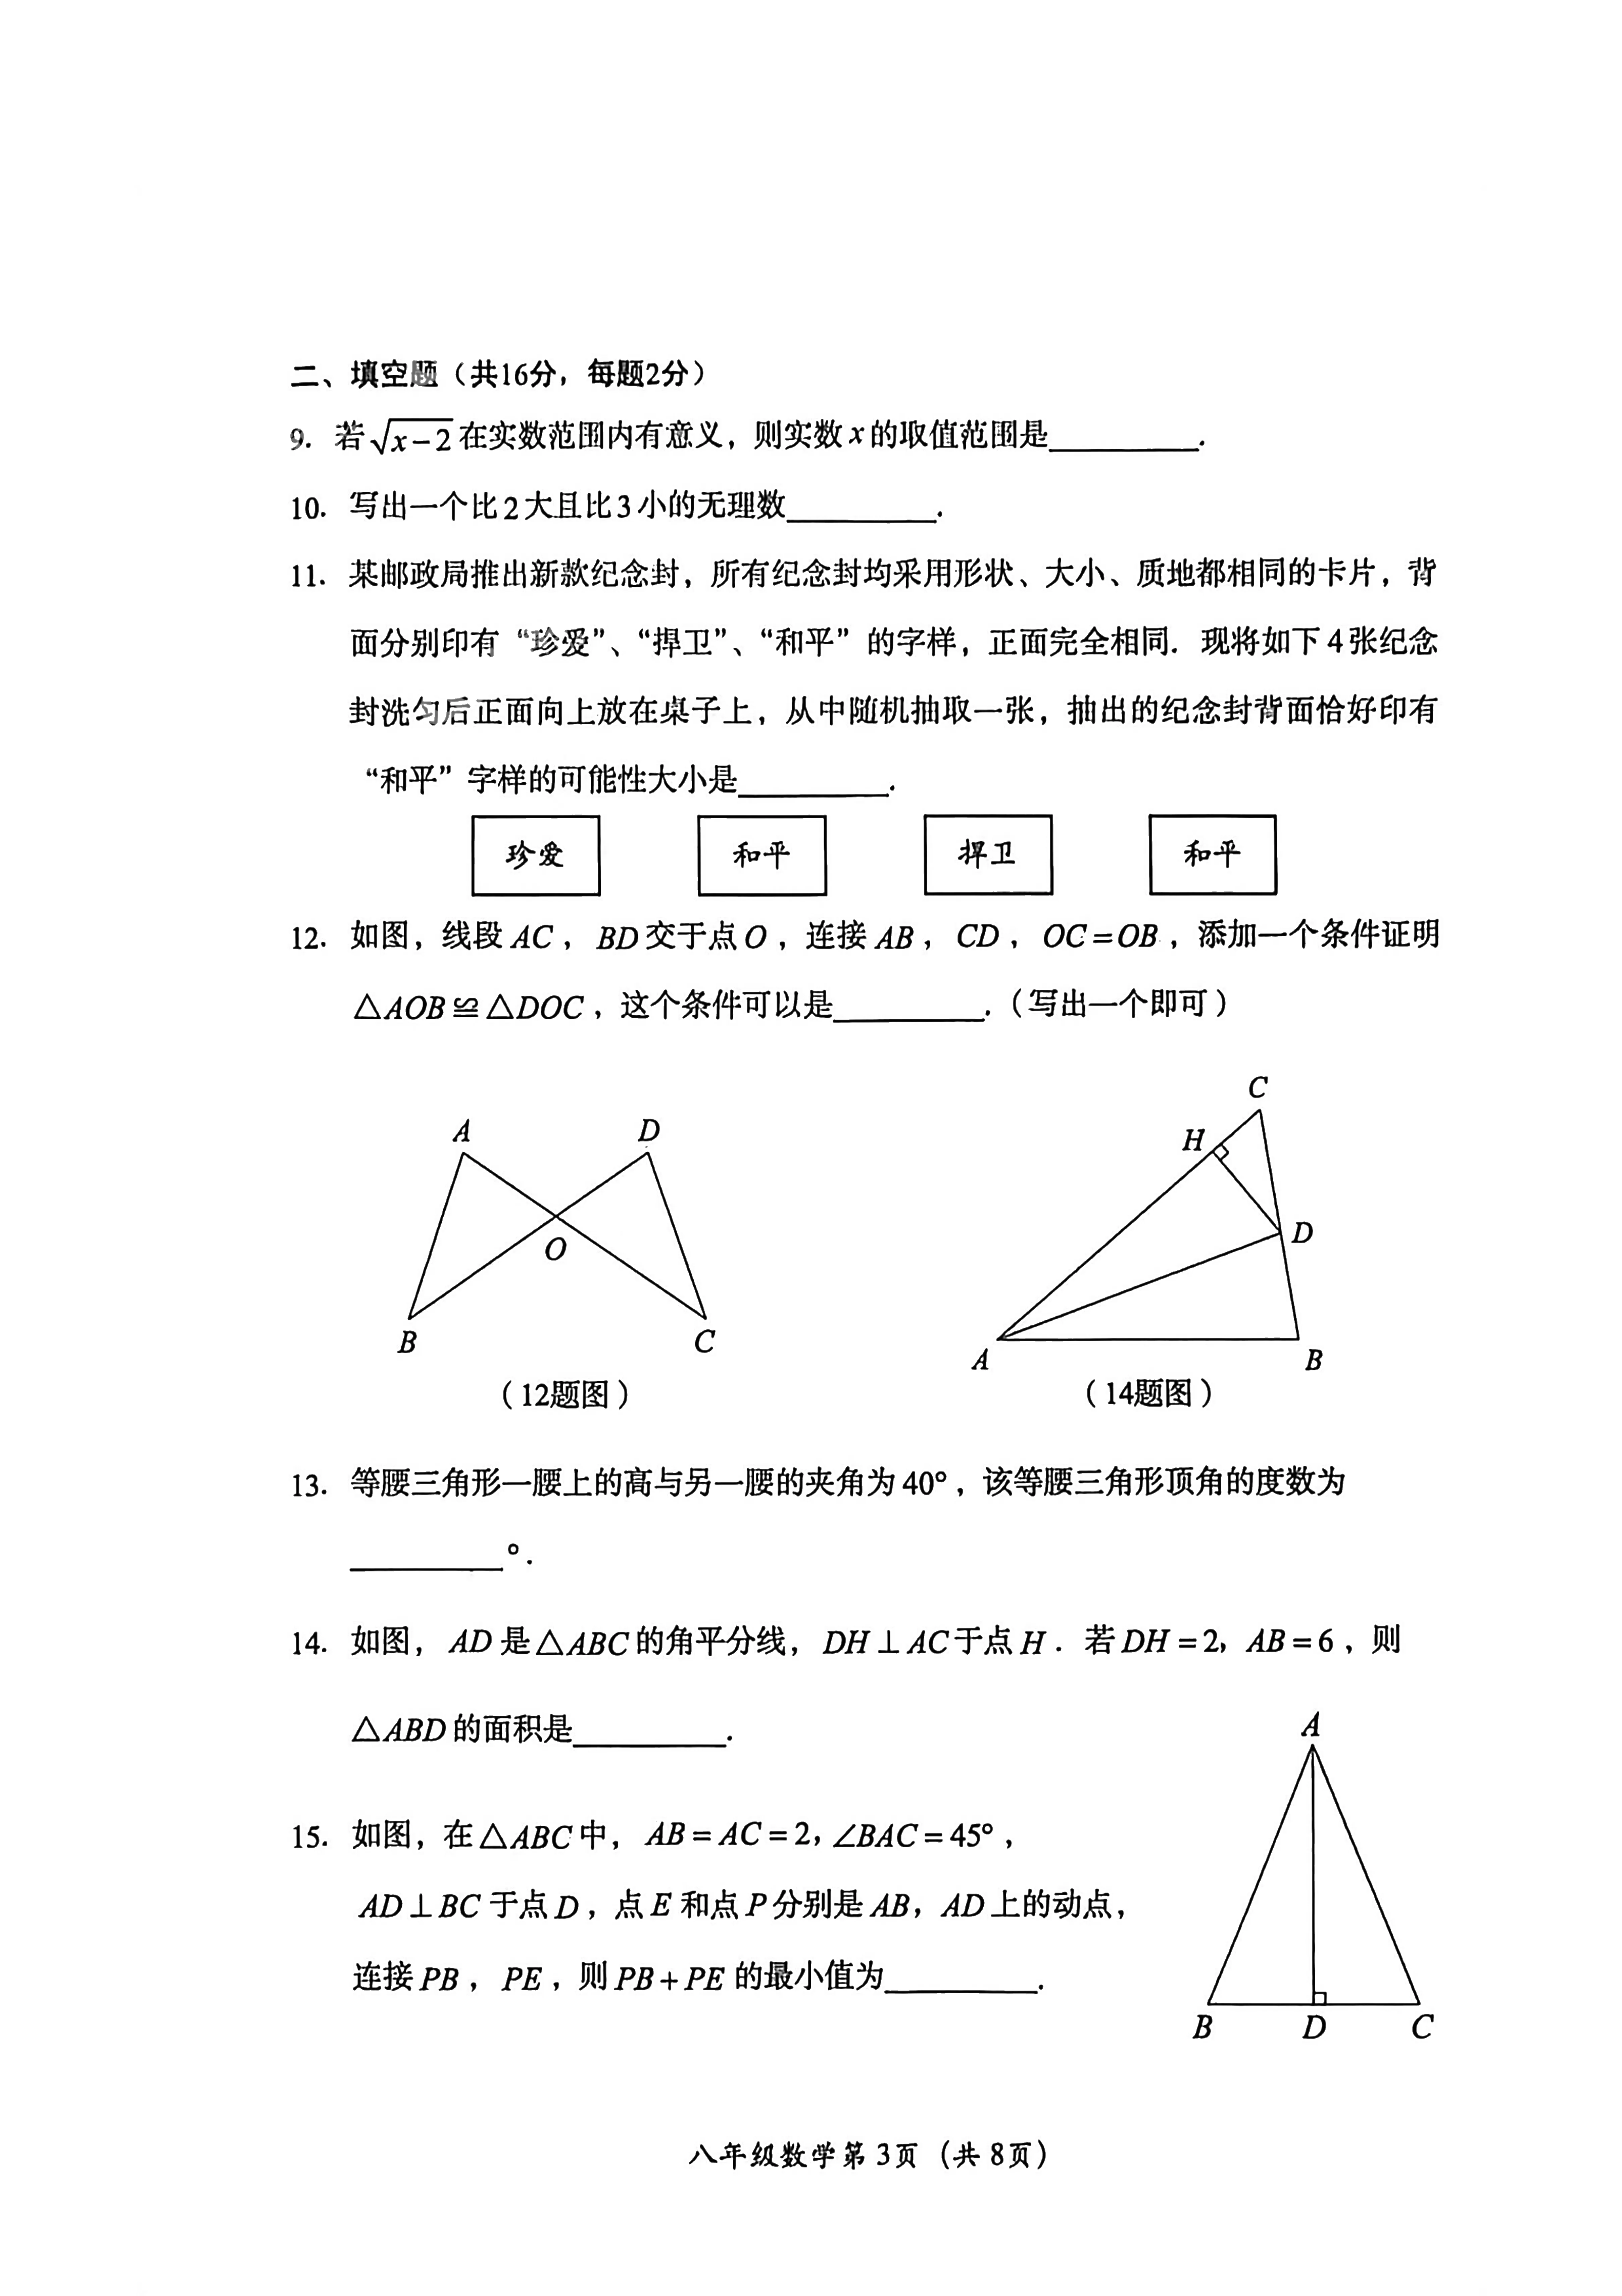 二、填空题（共16分，每题2分）
9. 若√(x-2)在实数范围内有意义，则实数x的取值范围是__________.
10. 写出一个比2大且比3小的无理数__________.
11. 某邮政局推出新款纪念封，所有纪念封均采用形状、大小、质地都相同的卡片，背
面分别印有“珍爱”、“捍卫”、“和平”的字样，正面完全相同. 现将如下4张纪念
封洗匀后正面向上放在桌子上，从中随机抽取一张，抽出的纪念封背面恰好印有
“和平”字样的可能性大小是__________.
珍爱 和平 捍卫 和平
12. 如图，线段AC，BD交于点O，连接AB，CD，OC=OB，添加一个条件证明
△AOB≌△DOC，这个条件可以是__________.（写出一个即可）
A D
O
B C
（12题图）
C
H
D
A B
（14题图）
13. 等腰三角形一腰上的高与另一腰的夹角为40°，该等腰三角形顶角的度数为
__________°.
14. 如图，AD是△ABC的角平分线，DH⊥AC于点H. 若DH=2，AB=6，则
△ABD的面积是__________.
15. 如图，在△ABC中，AB=AC=2，∠BAC=45°，
AD⊥BC于点D，点E和点P分别是AB，AD上的动点，
连接PB，PE，则PB+PE的最小值为__________.
A
B D C
八年级数学第3页（共8页）